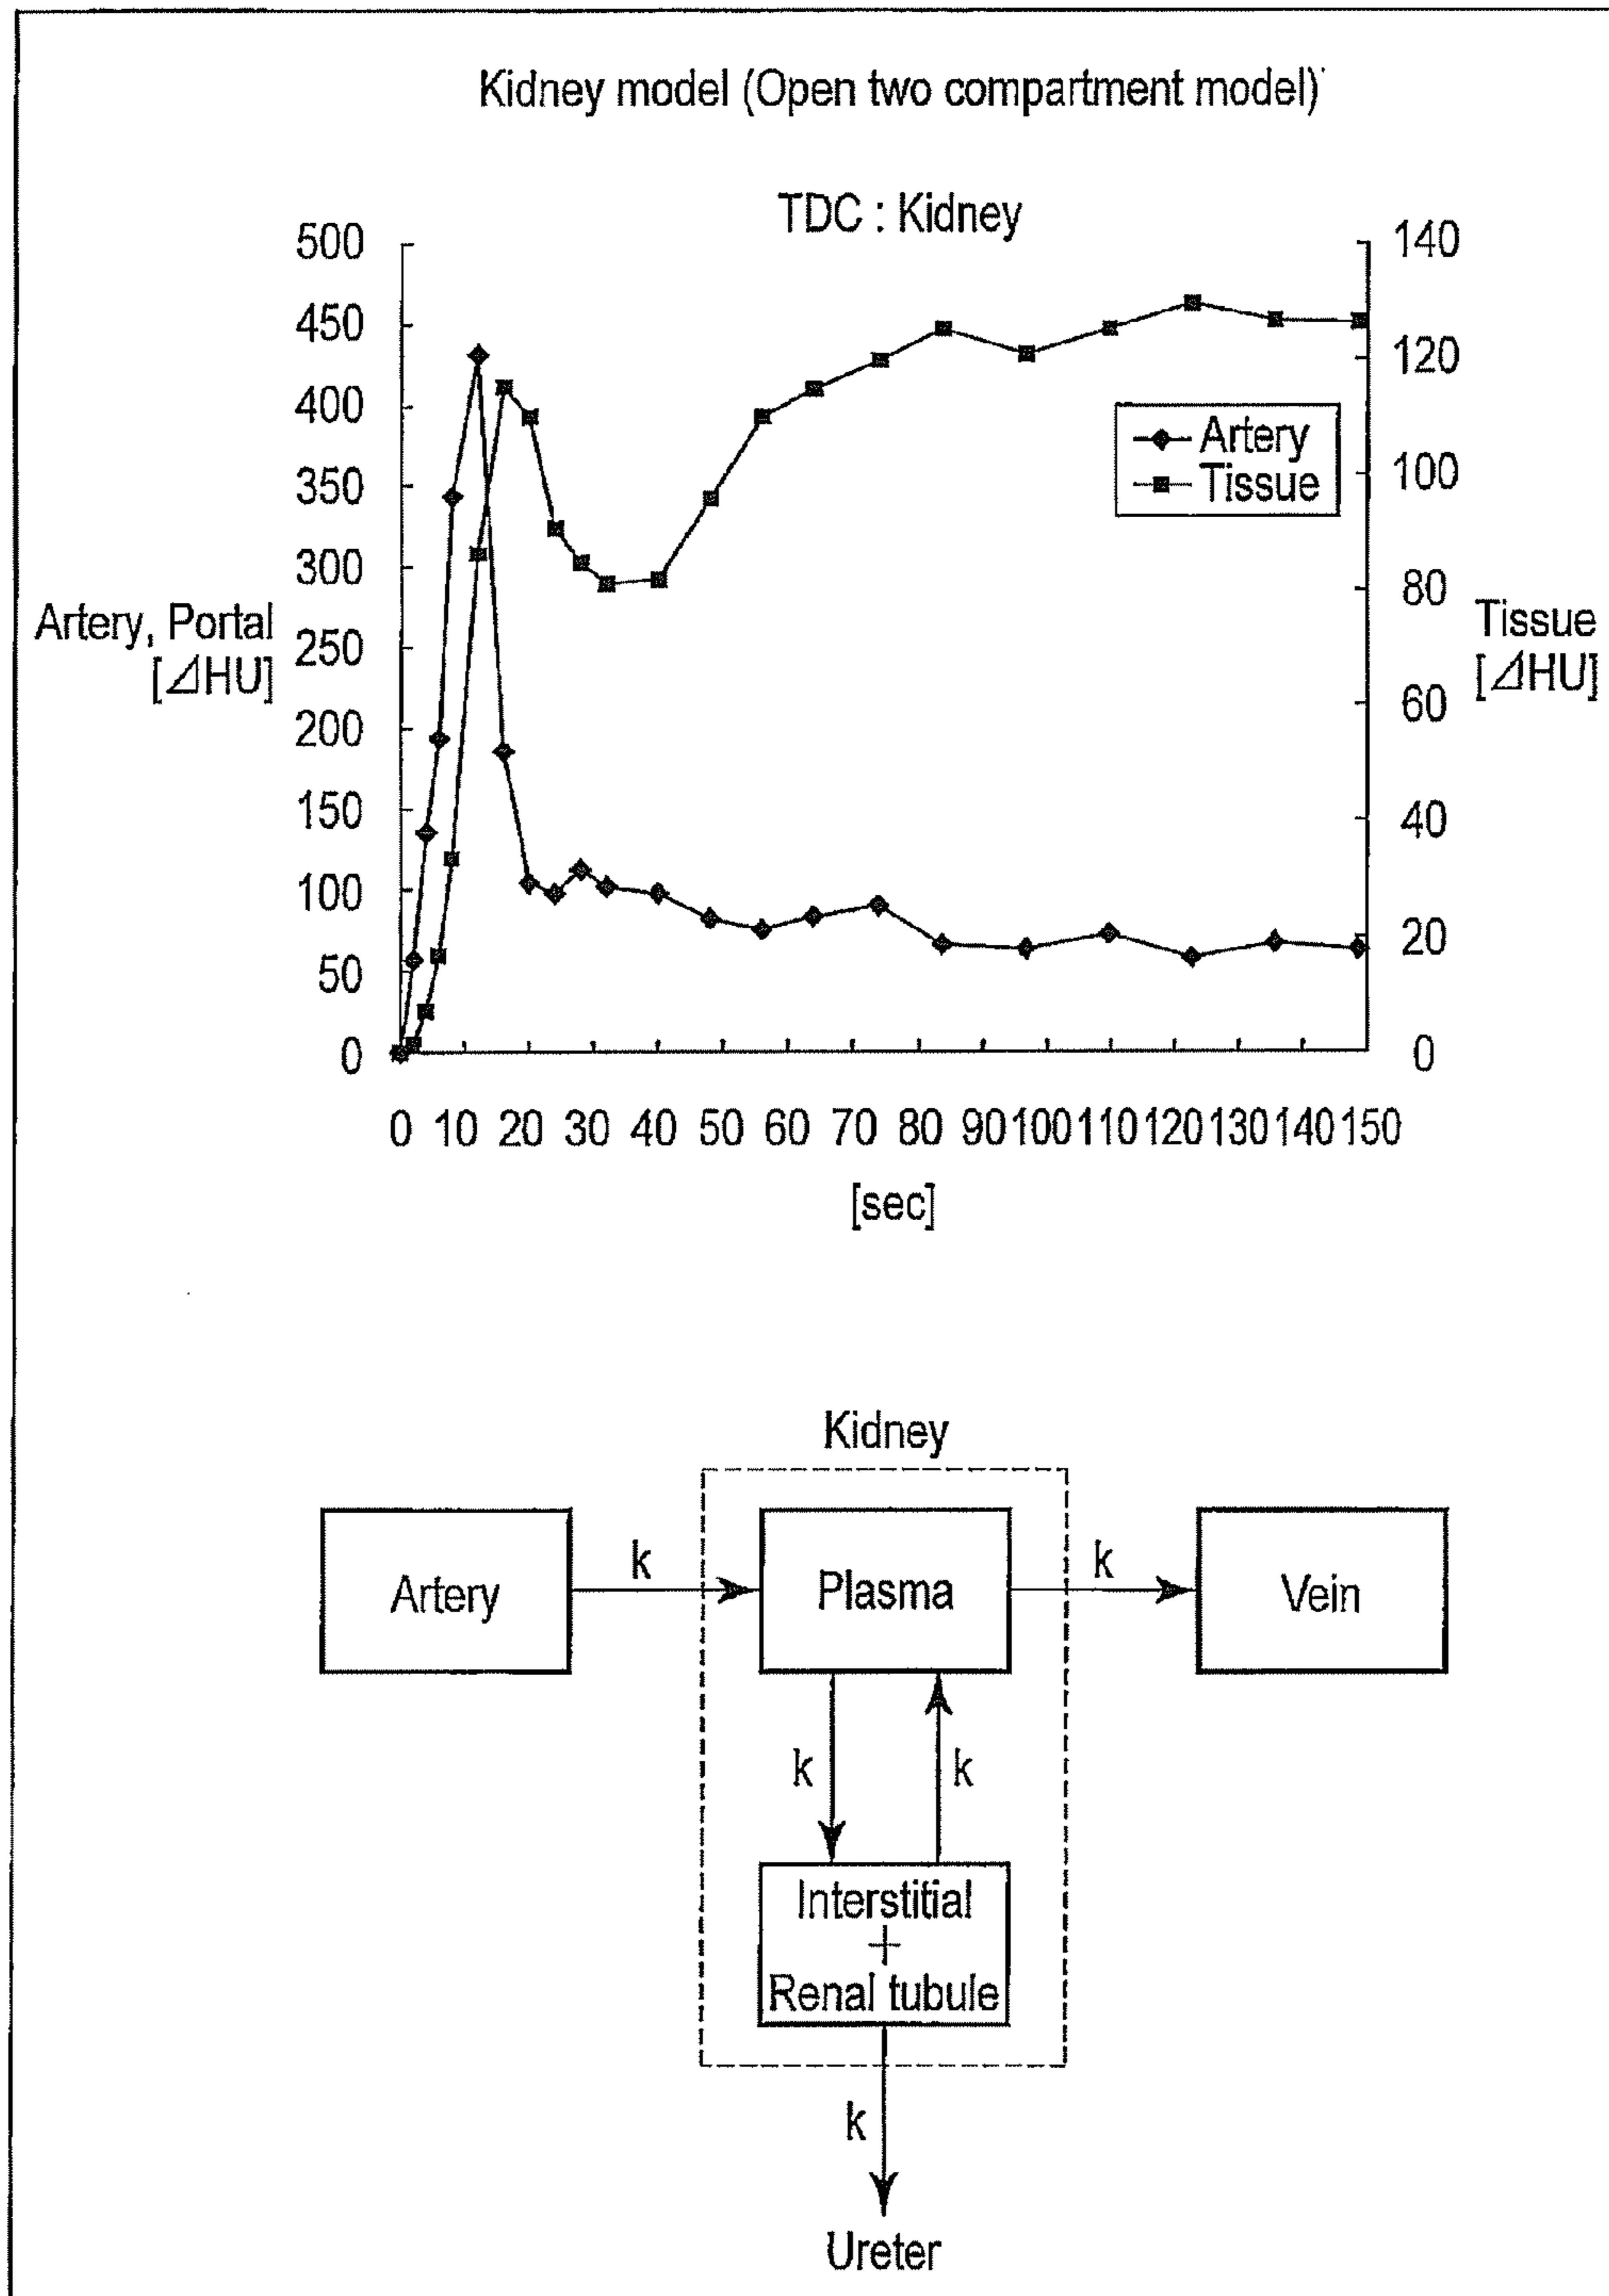 Kidney model (Open two compartment model)
TDC : Kidney
500
450
400
350
300
250
200
150
100
50
0
Artery, Portal
[⊿HU]
140
120
100
80
60
40
20
0
Tissue
[⊿HU]
Artery
Tissue
0 10 20 30 40 50 60 70 80 90 100 110 120 130 140 150
[sec]
Kidney
Artery
k
Plasma
k
Vein
k
k
Interstitial
+
Renal tubule
k
Ureter